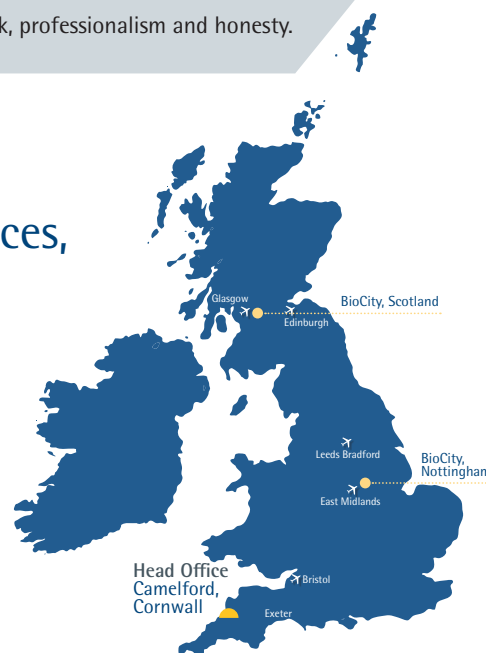 k, professionalism and honesty.
ces,
Glasgow
BioCity, Scotland
Edinburgh
Leeds Bradford
BioCity,
Nottingham
East Midlands
Head Office
Camelford,
Cornwall
Bristol
Exeter